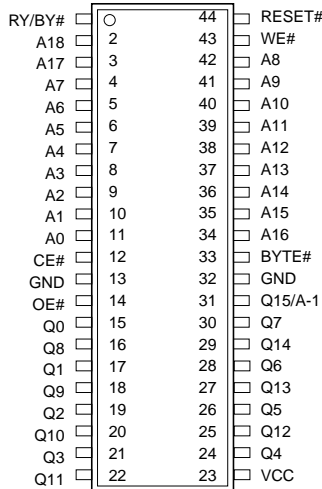 RY/BY# 44 RESET#
A18 2 43 WE#
A17 3 42 A8
A7 4 41 A9
A6 5 40 A10
A5 6 39 A11
A4 7 38 A12
A3 8 37 A13
A2 9 36 A14
A1 10 35 A15
A0 11 34 A16
CE# 12 33 BYTE#
GND 13 32 GND
OE# 14 31 Q15/A-1
Q0 15 30 Q7
Q8 16 29 Q14
Q1 17 28 Q6
Q9 18 27 Q13
Q2 19 26 Q5
Q10 20 25 Q12
Q3 21 24 Q4
Q11 22 23 VCC